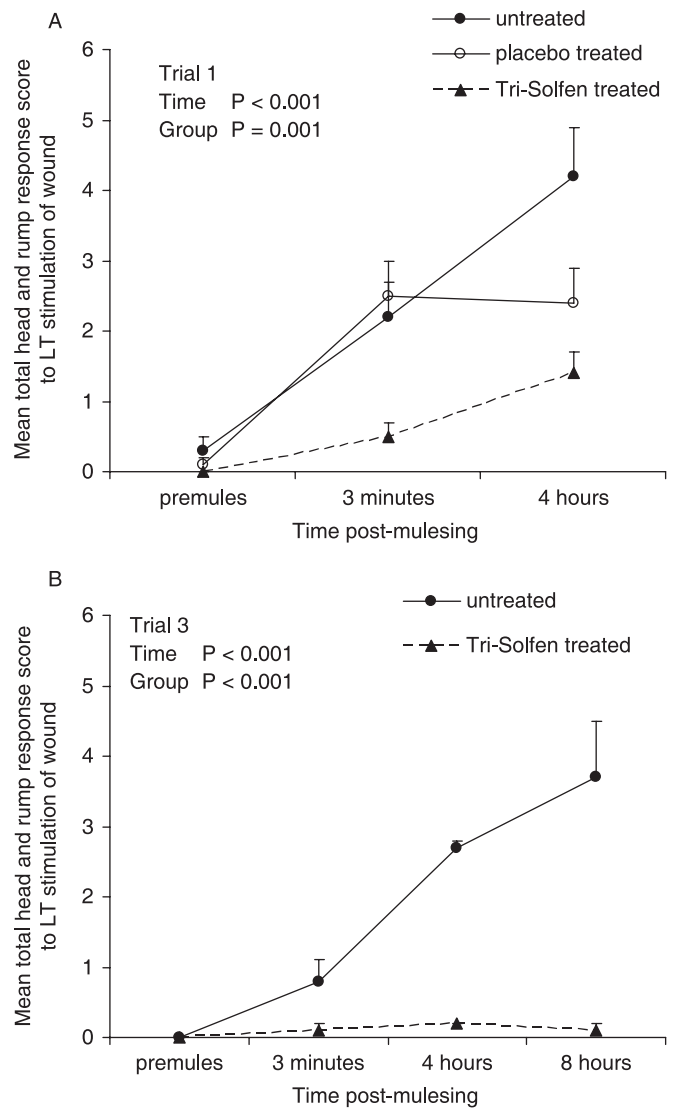 A
untreated
placebo treated
Tri-Solfen treated
Trial 1
Time P < 0.001
Group P = 0.001
Mean total head and rump response score
to LT stimulation of wound
6
5
4
3
2
1
0
premules 3 minutes 4 hours
Time post-mulesing
B
untreated
Tri-Solfen treated
Trial 3
Time P < 0.001
Group P < 0.001
Mean total head and rump response score
to LT stimulation of wound
6
5
4
3
2
1
0
premules 3 minutes 4 hours 8 hours
Time post-mulesing